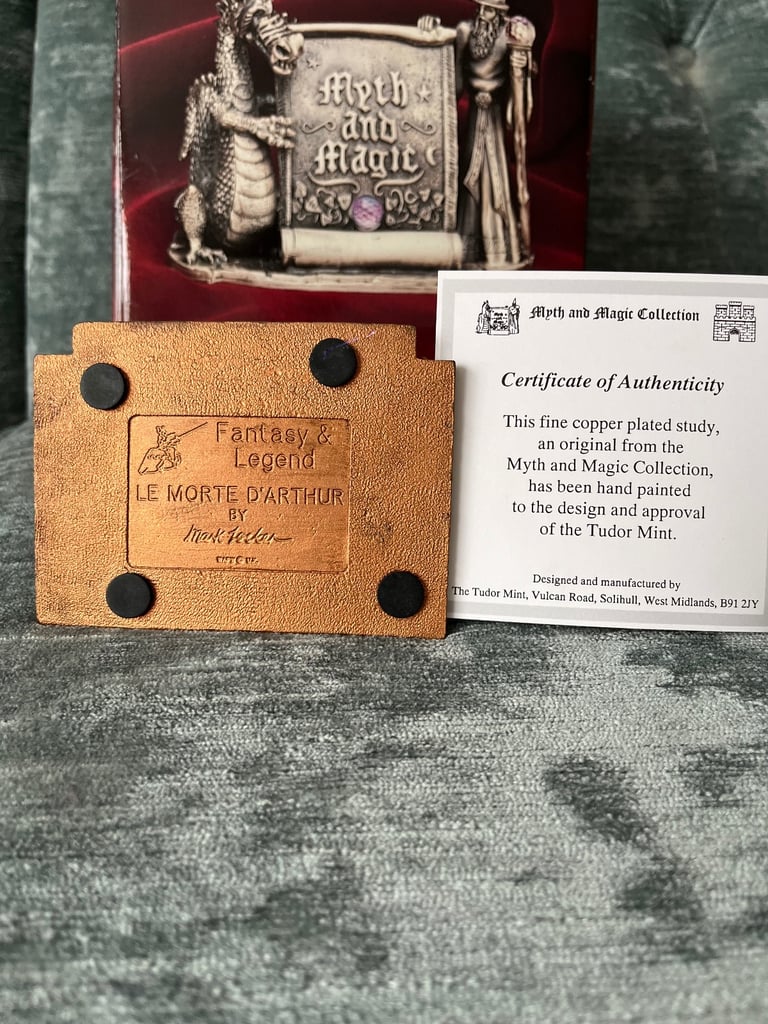 Myth
and
Magic
Fantasy &
Legend
LE MORTE D'ARTHUR
BY
Myth and Magic Collection
Certificate of Authenticity
This fine copper plated study,
an original from the
Myth and Magic Collection,
has been hand painted
to the design and approval
of the Tudor Mint.
Designed and manufactured by
The Tudor Mint, Vulcan Road, Solihull, West Midlands, B91 2JY